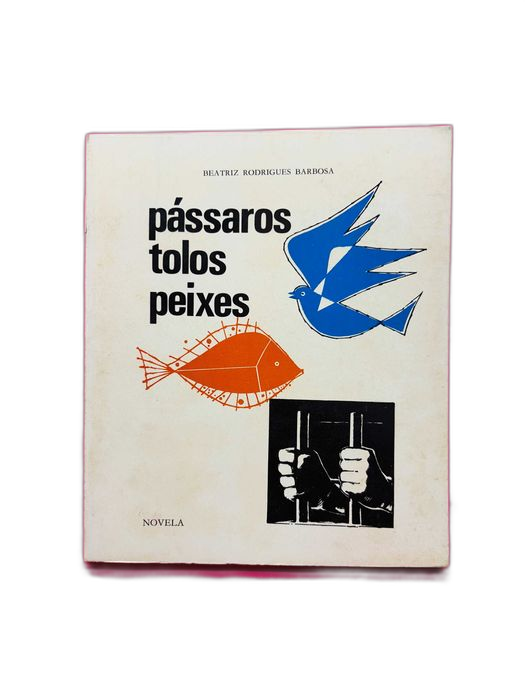 BEATRIZ RODRIGUES BARBOSA
pássaros
tolos
peixes
NOVELA